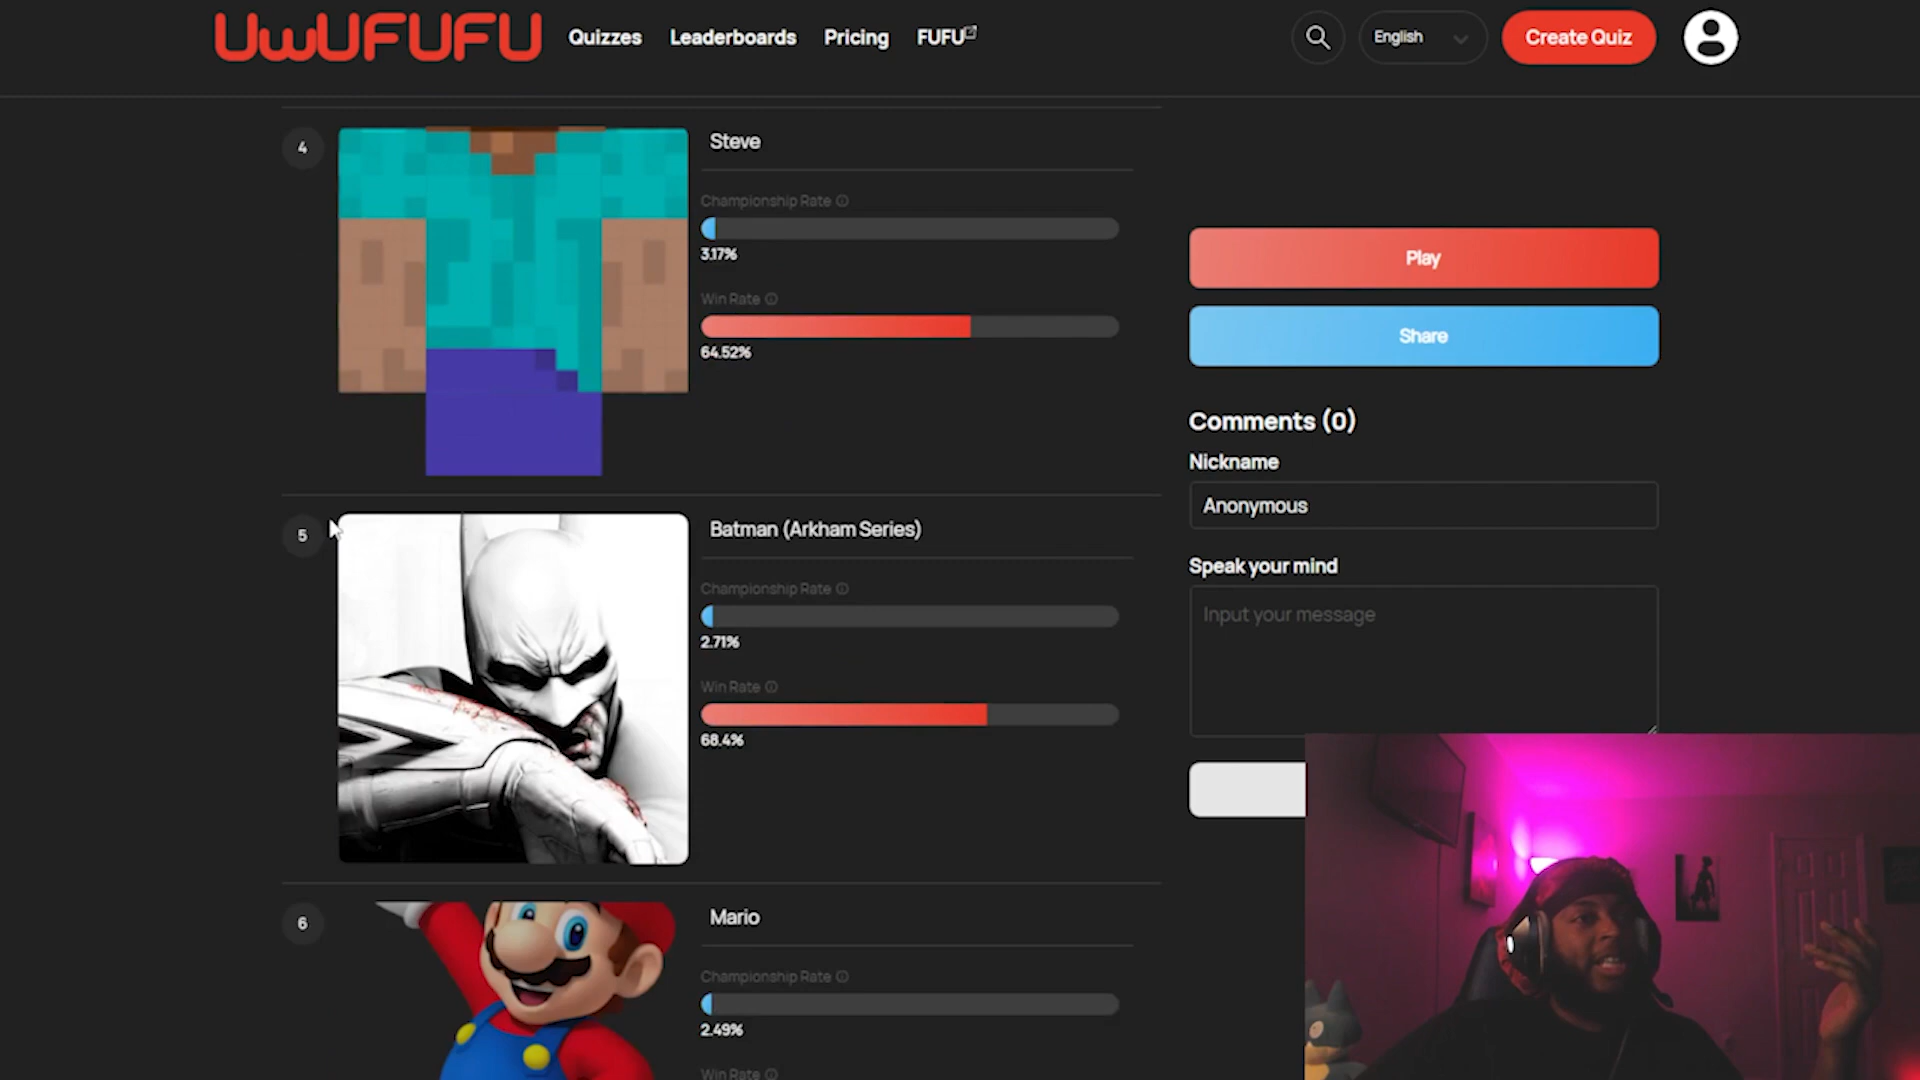 UwUFUFU
Quizzes
Leaderboards
Pricing
FUFU
English
Create Quiz
4
Steve
Championship Rate
3.17%
Win Rate
64.52%
5
Batman (Arkham Series)
Championship Rate
2.71%
Win Rate
68.4%
6
Mario
Championship Rate
2.49%
Win Rate
Play
Share
Comments (0)
Nickname
Anonymous
Speak your mind
Input your message